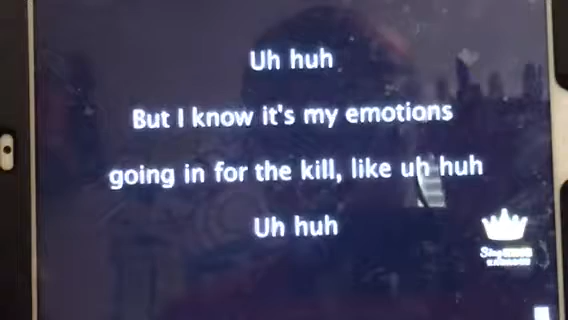 Uh huh
But I know it's my emotions
going in for the kill, like uh huh
Uh huh